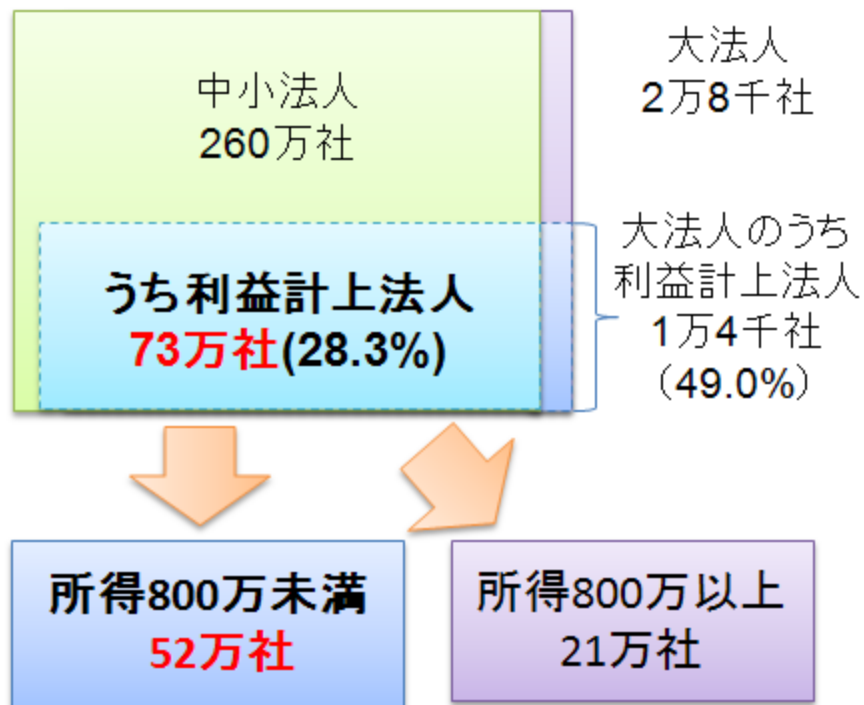 中小法人
260万社
大法人
2万8千社
うち利益計上法人
73万社(28.3%)
大法人のうち
利益計上法人
1万4千社
（49.0%）
所得800万未満
52万社
所得800万以上
21万社